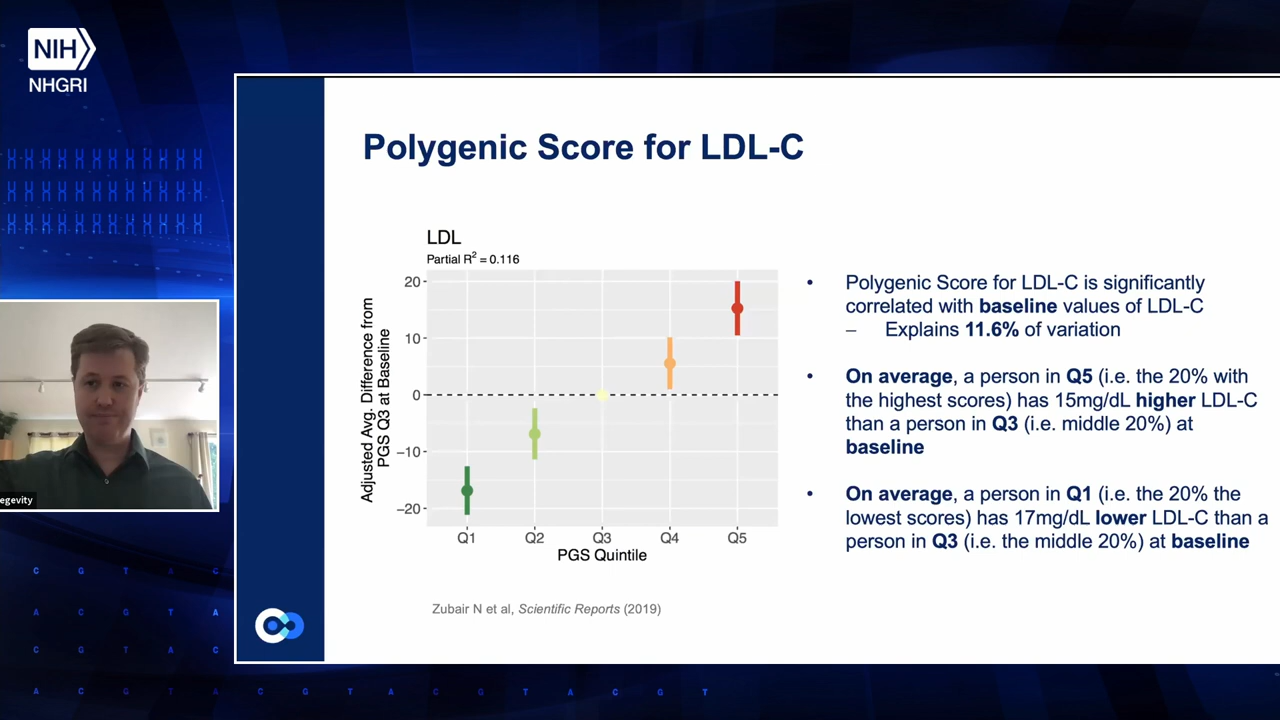 NIH
NHGRI
Polygenic Score for LDL-C
LDL
Partial R² = 0.116
Adjusted Avg. Difference from
PGS Q3 at Baseline
20
10
0
−10
−20
Q1 Q2 Q3 Q4 Q5
PGS Quintile
Zubair N et al, Scientific Reports (2019)
• Polygenic Score for LDL-C is significantly
correlated with baseline values of LDL-C
– Explains 11.6% of variation
• On average, a person in Q5 (i.e. the 20% with
the highest scores) has 15mg/dL higher LDL-C
than a person in Q3 (i.e. middle 20%) at
baseline
• On average, a person in Q1 (i.e. the 20% the
lowest scores) has 17mg/dL lower LDL-C than a
person in Q3 (i.e. the middle 20%) at baseline
egevity
C G T A C
A C G T A
C G T A C
A C G T A C G T A C G T A C G T